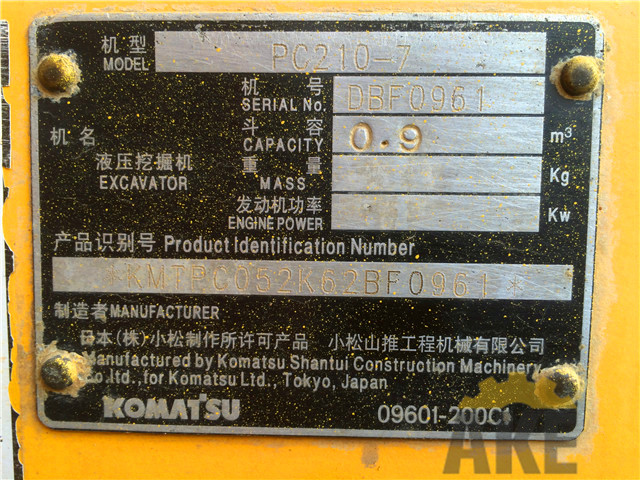 机型 PC210-7
MODEL
机号 DBF0961
SERIAL No.
机名
斗容 0.9 m³
CAPACITY
液压挖掘机
EXCAVATOR
重量 Kg
MASS
发动机功率 Kw
ENGINE POWER
产品识别号 Product Identification Number
*KMTPC052K62BF0961*
制造者MANUFACTURER
日本(株)小松制作所许可产品 小松山推工程机械有限公司
Manufactured by Komatsu Shantui Construction Machinery
Co.ltd.,for Komatsu Ltd., Tokyo, Japan
KOMATSU 09601-200C1
AKE